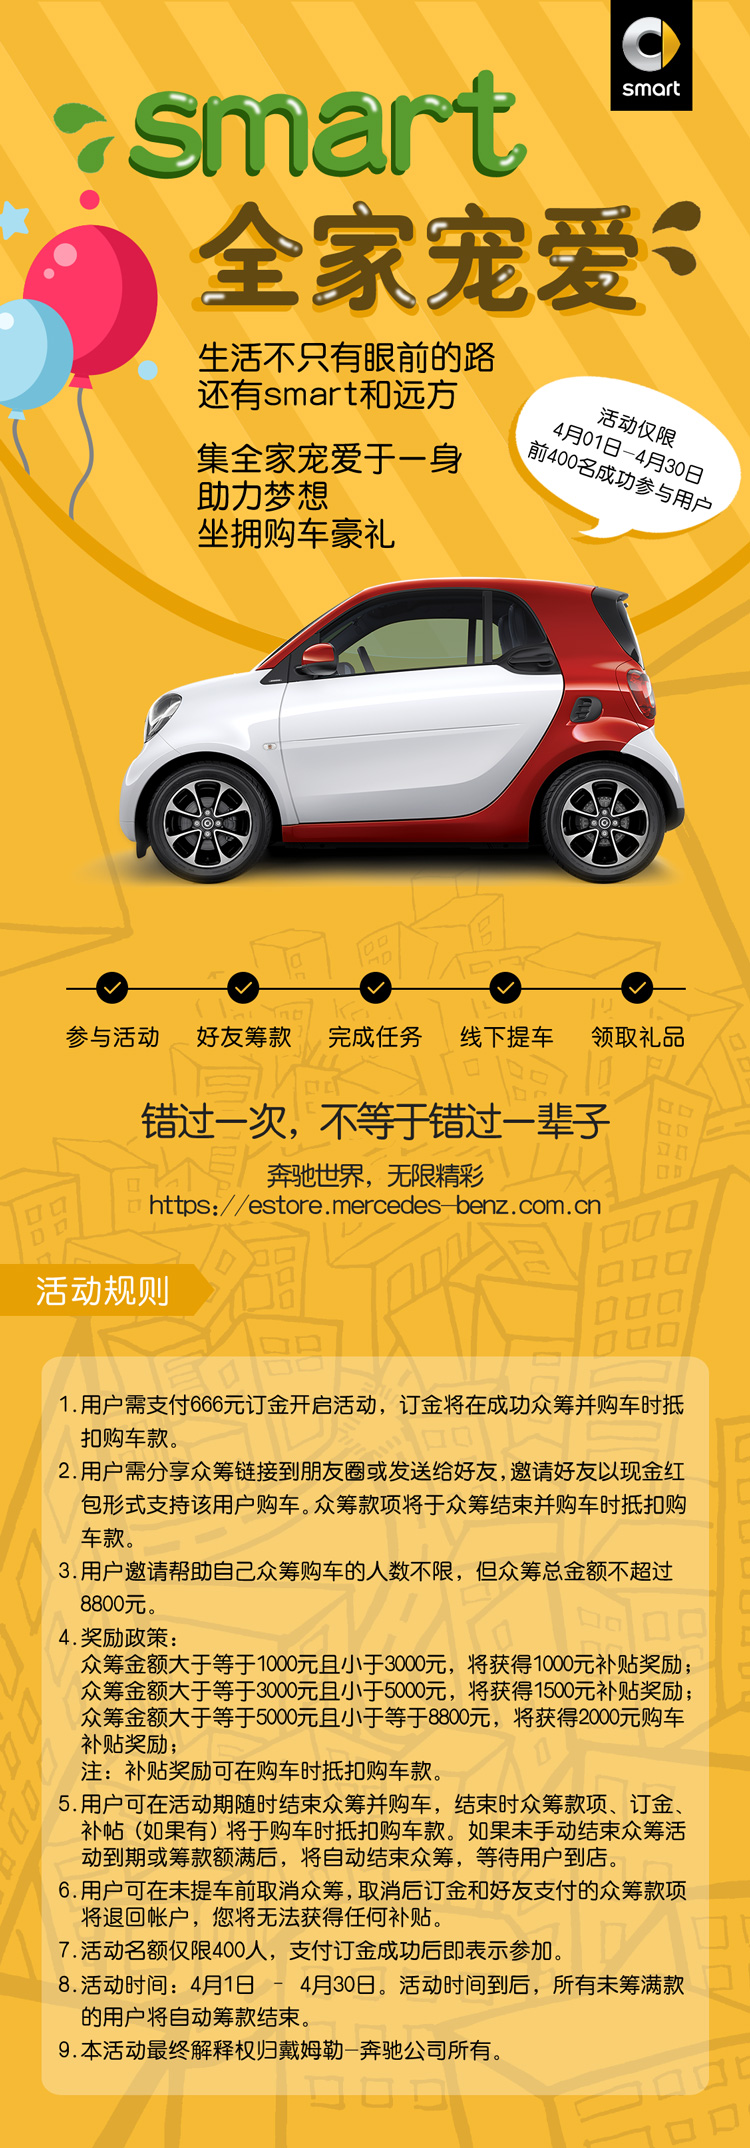 smart
smart
全家宠爱
生活不只有眼前的路
还有smart和远方
集全家宠爱于一身
助力梦想
坐拥购车豪礼
活动仅限
4月01日-4月30日
前400名成功参与用户
参与活动 好友筹款 完成任务 线下提车 领取礼品
错过一次，不等于错过一辈子
奔驰世界，无限精彩
https://estore.mercedes-benz.com.cn
活动规则
1.用户需支付666元订金开启活动，订金将在成功众筹并购车时抵
扣购车款。
2.用户需分享众筹链接到朋友圈或发送给好友,邀请好友以现金红
包形式支持该用户购车。众筹款项将于众筹结束并购车时抵扣购
车款。
3.用户邀请帮助自己众筹购车的人数不限，但众筹总金额不超过
8800元。
4.奖励政策：
众筹金额大于等于1000元且小于3000元，将获得1000元补贴奖励；
众筹金额大于等于3000元且小于5000元，将获得1500元补贴奖励；
众筹金额大于等于5000元且小于等于8800元，将获得2000元购车
补贴奖励；
注：补贴奖励可在购车时抵扣购车款。
5.用户可在活动期随时结束众筹并购车，结束时众筹款项、订金、
补帖（如果有）将于购车时抵扣购车款。如果未手动结束众筹活
动到期或筹款额满后，将自动结束众筹，等待用户到店。
6.用户可在未提车前取消众筹,取消后订金和好友支付的众筹款项
将退回帐户，您将无法获得任何补贴。
7.活动名额仅限400人，支付订金成功后即表示参加。
8.活动时间：4月1日 - 4月30日。活动时间到后，所有未筹满款
的用户将自动筹款结束。
9.本活动最终解释权归戴姆勒-奔驰公司所有。